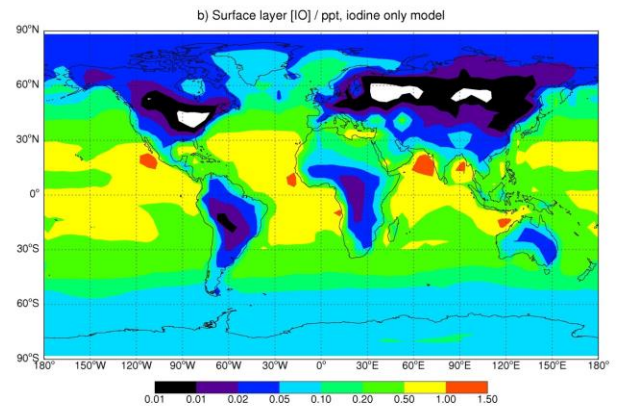 b) Surface layer [IO] / ppt, iodine only model
90°N
60°N
30°N
0°
30°S
60°S
90°S
180° 150°W 120°W 90°W 60°W 30°W 0° 30°E 60°E 90°E 120°E 150°E 180°
0.01 0.01 0.02 0.05 0.10 0.20 0.50 1.00 1.50